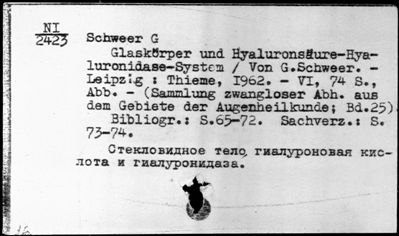 NI
2423
Schweer G
Glaskörper und Hyaluronsäure-Hya-
luronidase-System / Von G.Schweer. -
Leipzig : Thieme, 1962. - VI, 74 S.,
Abb. - (Sammlung zwangloser Abh. aus
dem Gebiete der Augenheilkunde; Bd.25).
Bibliogr.: S.65-72. Sachverz.: S.
73-74.
Стекловидное тело, гиалуроновая кис-
лота и гиалуронидаза.